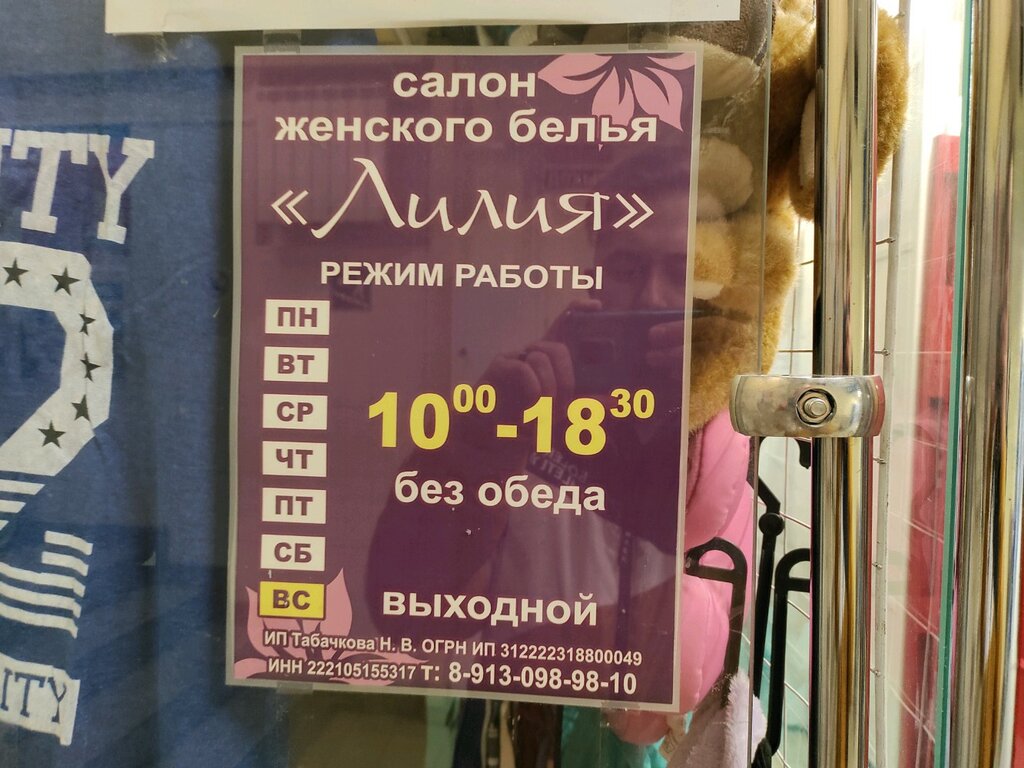 салон
женского белья
«Лилия»
РЕЖИМ РАБОТЫ
ПН
ВТ
СР
ЧТ
ПТ
СБ
10⁰⁰-18³⁰
без обеда
ВС
ВЫХОДНОЙ
ИП Табачкова Н. В. ОГРН ИП 312222318800049
ИНН 222105155317 т: 8-913-098-98-10